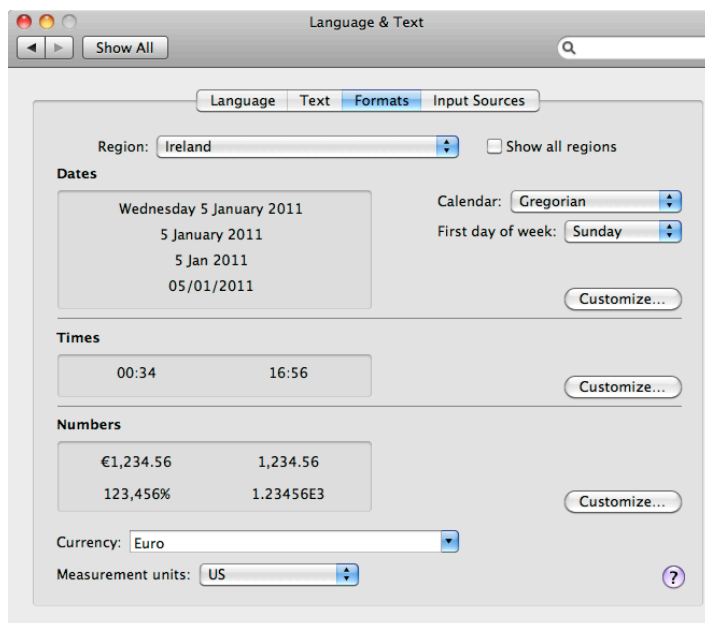 Language & Text
Show All
Language Text Formats Input Sources
Region: Ireland Show all regions
Dates
Wednesday 5 January 2011
5 January 2011
5 Jan 2011
05/01/2011
Calendar: Gregorian
First day of week: Sunday
Customize...
Times
00:34 16:56
Customize...
Numbers
€1,234.56 1,234.56
123,456% 1.23456E3
Customize...
Currency: Euro
Measurement units: US
?